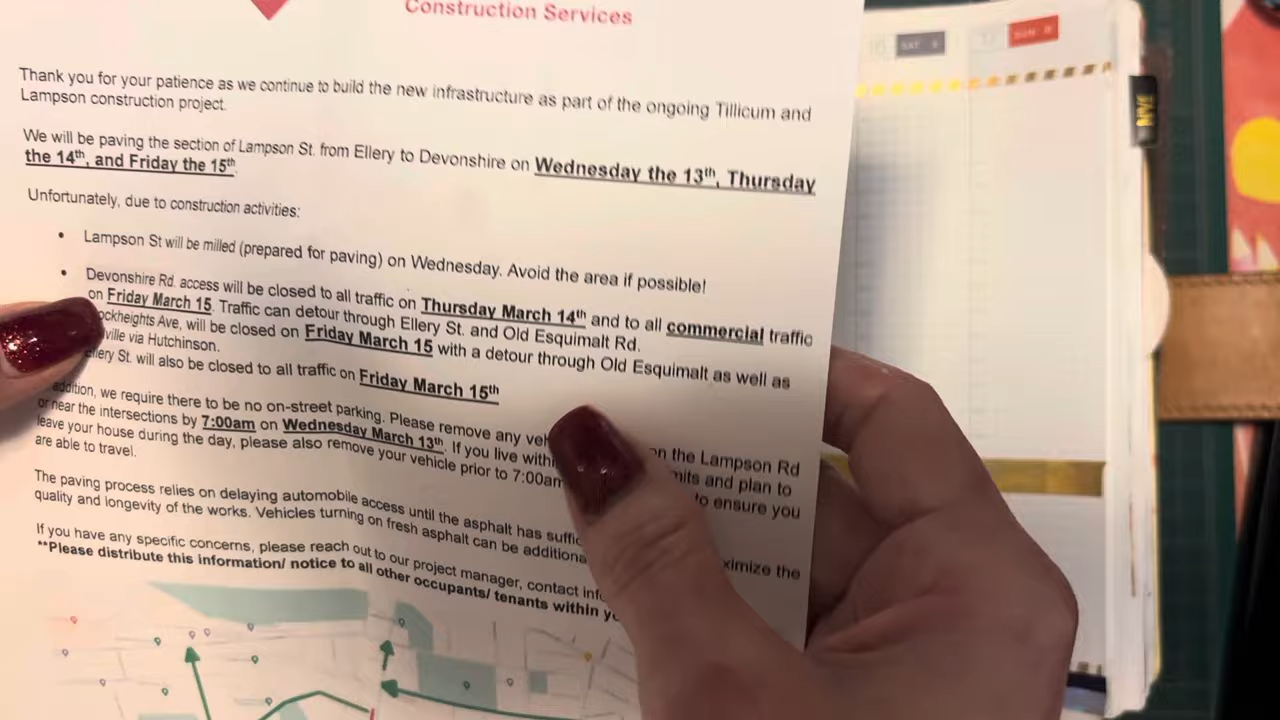 Construction Services
Thank you for your patience as we continue to build the new infrastructure as part of the ongoing Tillicum and
Lampson construction project.
We will be paving the section of Lampson St. from Ellery to Devonshire on Wednesday the 13th, Thursday
the 14th, and Friday the 15th
Unfortunately, due to construction activities:
• Lampson St will be milled (prepared for paving) on Wednesday. Avoid the area if possible!
• Devonshire Rd. access will be closed to all traffic on Thursday March 14th and to all commercial traffic
on Friday March 15. Traffic can detour through Ellery St. and Old Esquimalt Rd.
ockheights Ave, will be closed on Friday March 15 with a detour through Old Esquimalt as well as
ville via Hutchinson.
Ellery St. will also be closed to all traffic on Friday March 15th
addition, we require there to be no on-street parking. Please remove any veh on the Lampson Rd
or near the intersections by 7:00am on Wednesday March 13th. If you live withi mits and plan to
leave your house during the day, please also remove your vehicle prior to 7:00am to ensure you
are able to travel.
The paving process relies on delaying automobile access until the asphalt has suffic ximize the
quality and longevity of the works. Vehicles turning on fresh asphalt can be additiona
If you have any specific concerns, please reach out to our project manager, contact info
**Please distribute this information/ notice to all other occupants/ tenants within yo
SAT
SUN